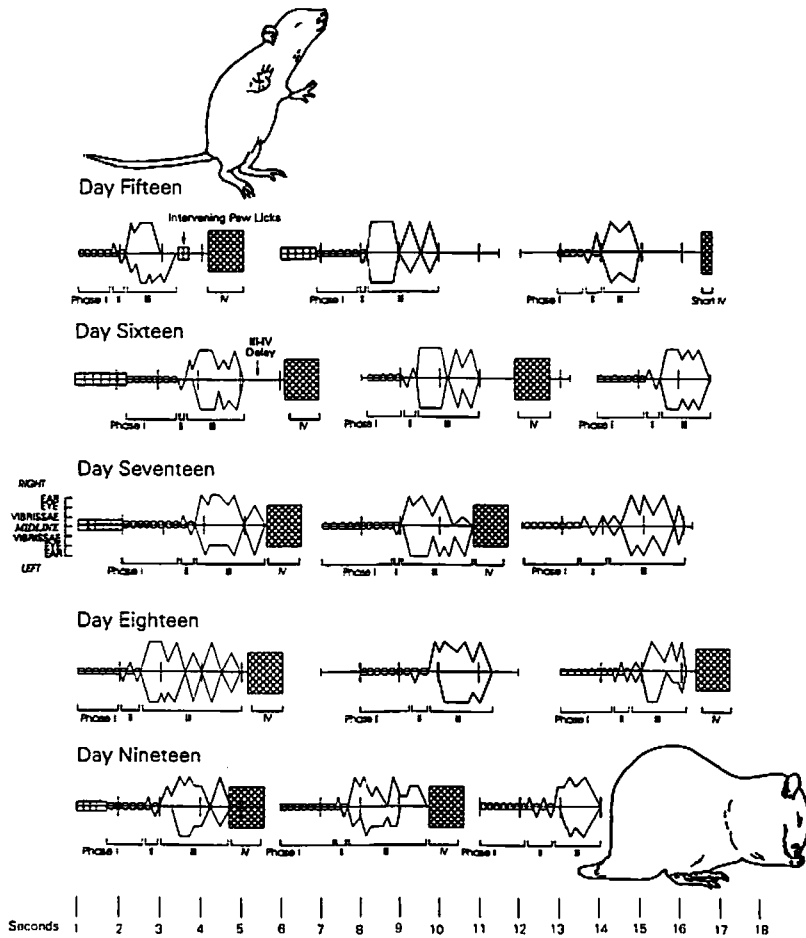 Day Fifteen
Intervening Paw Licks
Phase I II III IV
Phase I II III
Phase I II III Short IV
Day Sixteen
III-IV
Delay
Phase I II III IV
Phase I II III IV
Phase I II III
Day Seventeen
RIGHT
EAR
EYE
VIBRISSAE
MIDLINE
VIBRISSAE
EYE
EAR
LEFT
Phase I II III IV
Phase I II III IV
Phase I II III
Day Eighteen
Phase I II III IV
Phase I II III
Phase I II III IV
Day Nineteen
Phase I II III IV
Phase I II III IV
Phase I II III
Seconds 1 2 3 4 5 6 7 8 9 10 11 12 13 14 15 16 17 18